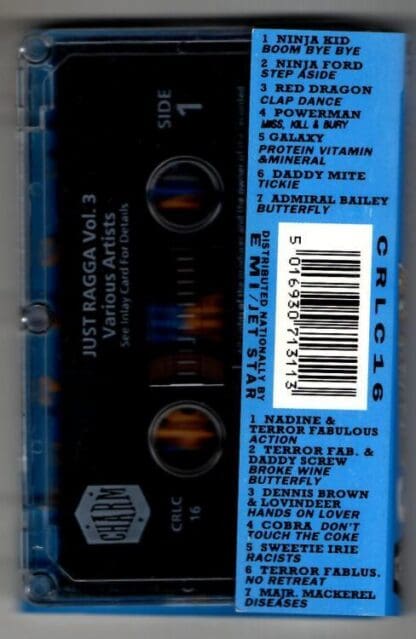 1 NINJA KID
BOOM BYE BYE
2 NINJA FORD
STEP ASIDE
3 RED DRAGON
CLAP DANCE
4 POWERMAN
MISS, KILL & BURY
5 GALAXY
PROTEIN VITAMIN
&MINERAL
6 DADDY MITE
TICKIE
7 ADMIRAL BAILEY
BUTTERFLY
CRLC16
5 016930 713113
DISTRIBUTED NATIONALLY BY
EMI/JET STAR
1 NADINE &
TERROR FABULOUS
ACTION
2 TERROR FAB. &
DADDY SCREW
BROKE WINE
BUTTERFLY
3 DENNIS BROWN
& LOVINDEER
HANDS ON LOVER
4 COBRA DON'T
TOUCH THE COKE
5 SWEETIE IRIE
RACISTS
6 TERROR FABLUS.
NO RETREAT
7 MAJR. MACKEREL
DISEASES
SIDE
1
JUST RAGGA Vol. 3
Various Artists
See Inlay Card For Details
CHARM
CRLC
16